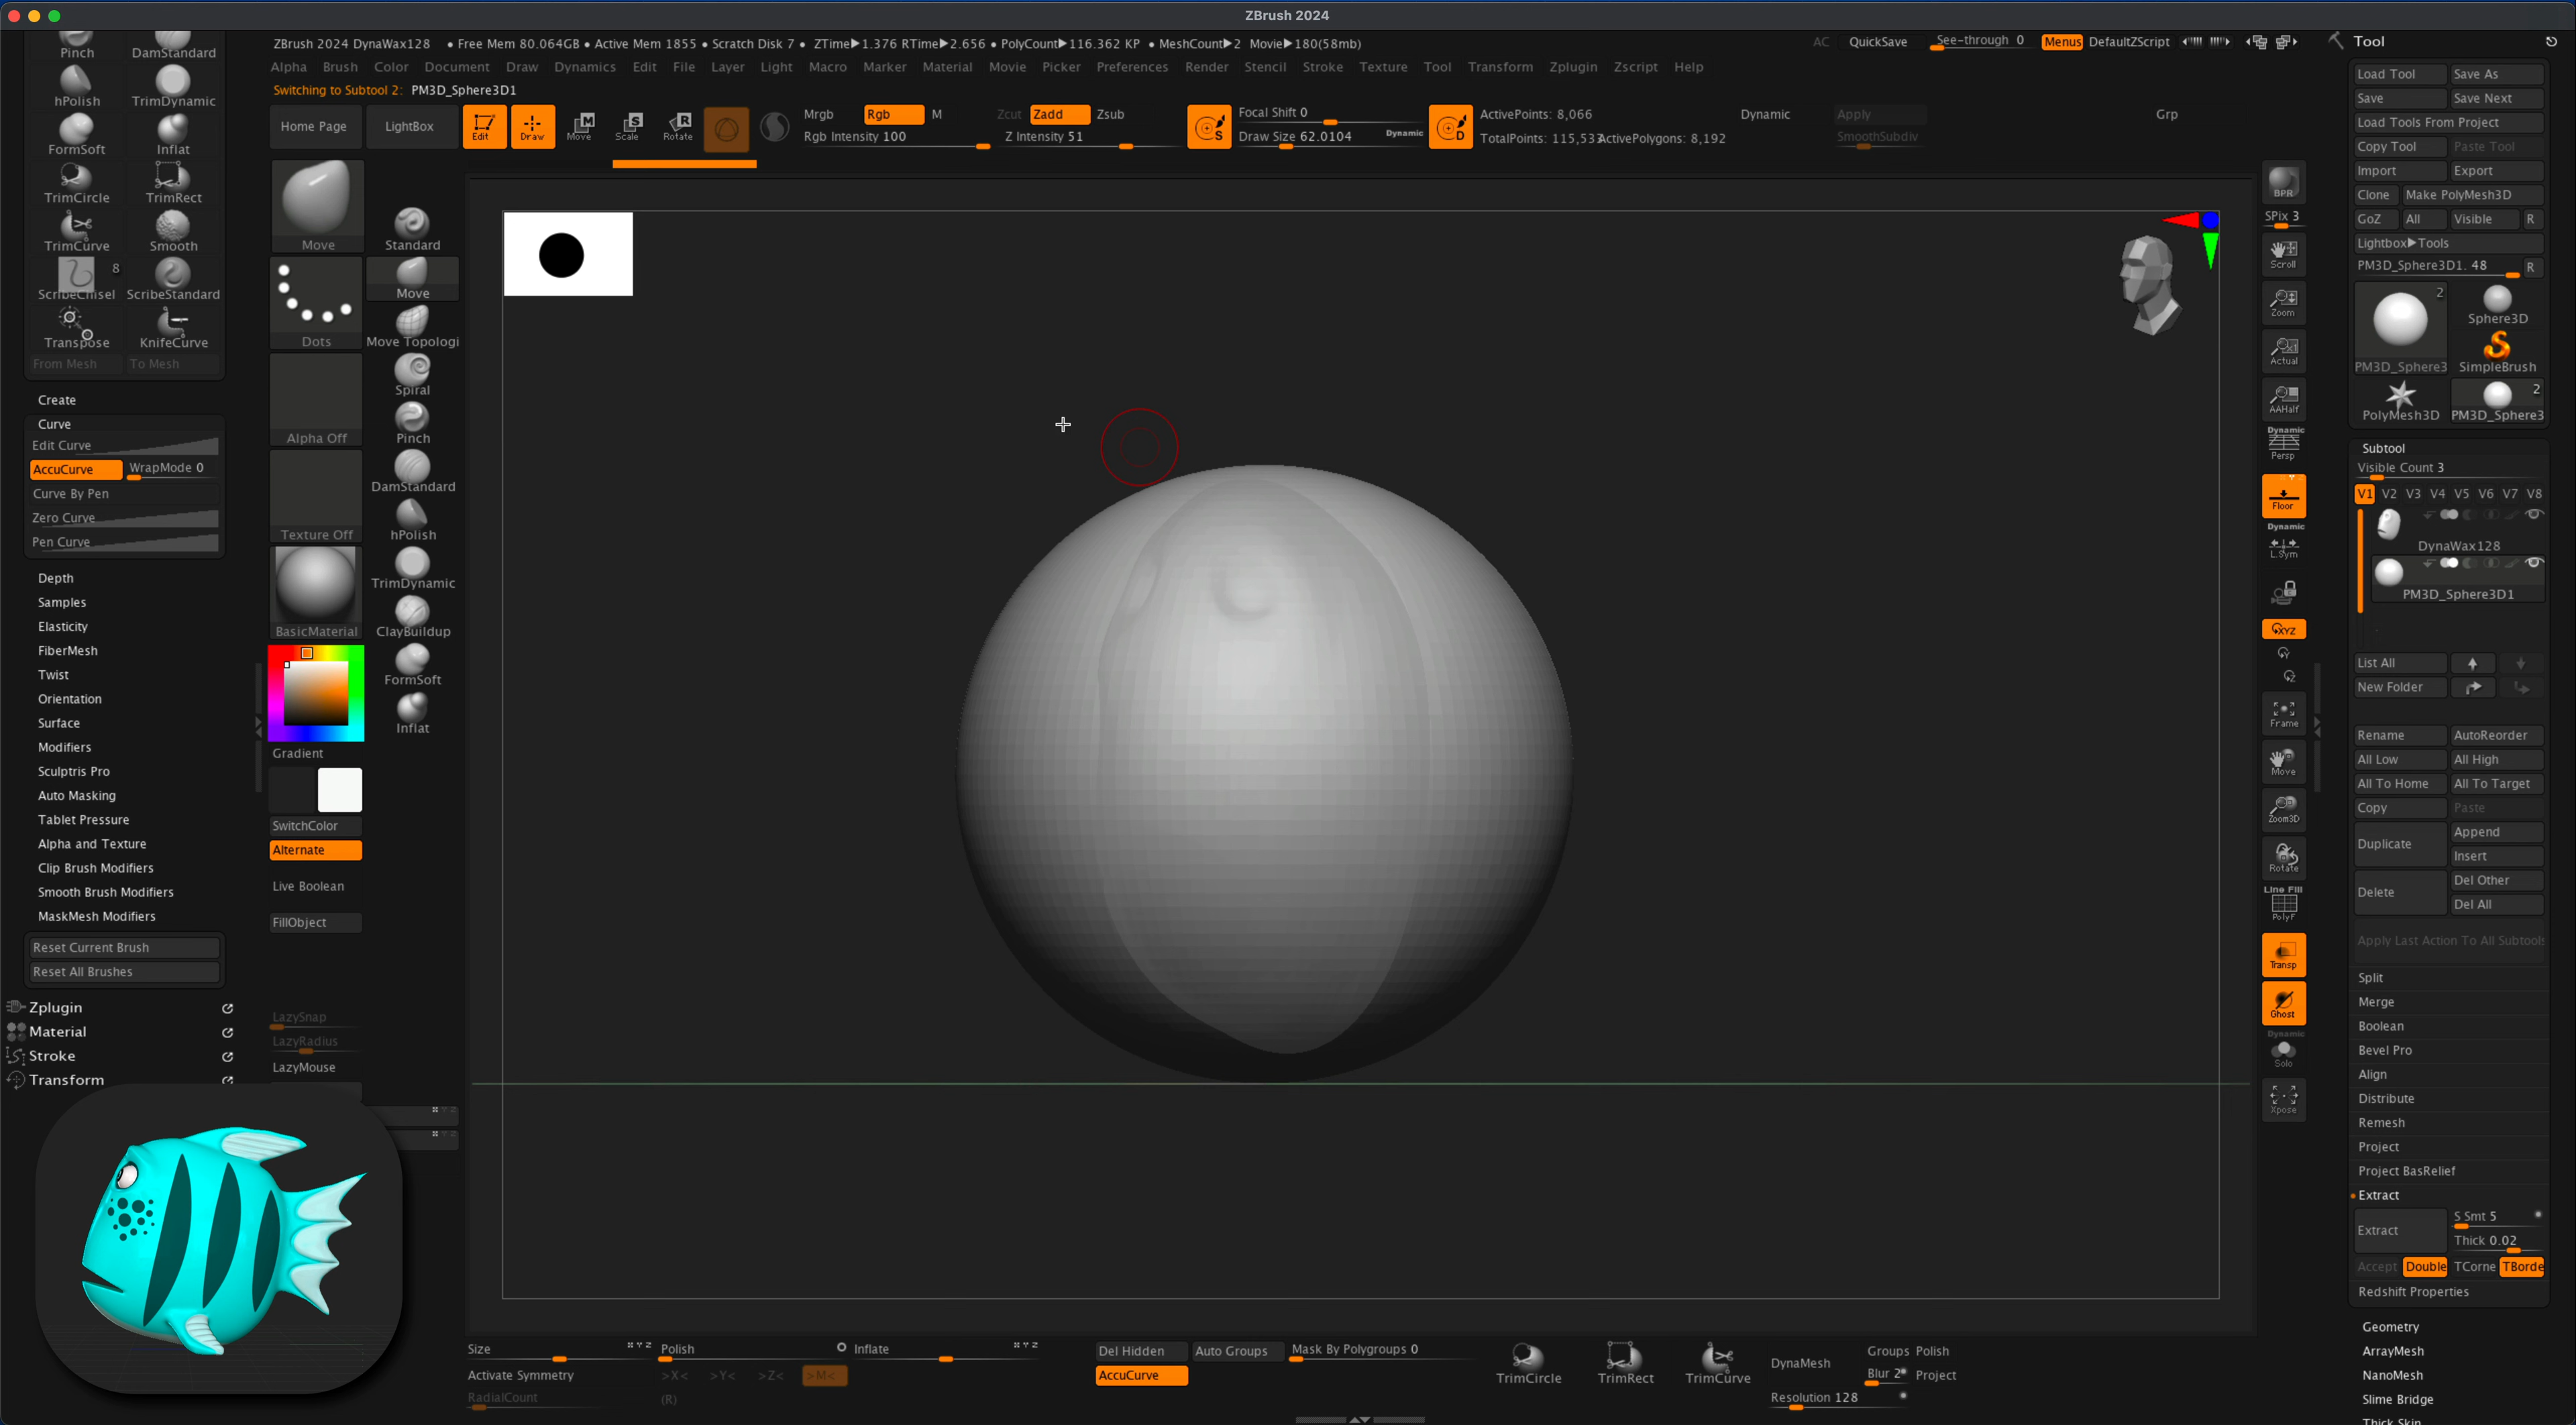 ZBrush 2024
Pinch DamStandard
hPolish TrimDynamic
FormSoft Inflat
TrimCircle TrimRect
TrimCurve Smooth
8
ScribeChisel ScribeStandard
Transpose KnifeCurve
From Mesh To Mesh
Create
Curve
Edit Curve
AccuCurve WrapMode 0
Curve By Pen
Zero Curve
Pen Curve
Depth
Samples
Elasticity
FiberMesh
Twist
Orientation
Surface
Modifiers
Sculptris Pro
Auto Masking
Tablet Pressure
Alpha and Texture
Clip Brush Modifiers
Smooth Brush Modifiers
MaskMesh Modifiers
Reset Current Brush
Reset All Brushes
Zplugin
Material
Stroke
Transform
ZBrush 2024 DynaWax128 • Free Mem 80.064GB • Active Mem 1855 • Scratch Disk 7 • ZTime▶1.376 RTime▶2.656 • PolyCount▶116.362 KP • MeshCount▶2 Movie▶180(58mb)
AC QuickSave See-through 0 Menus DefaultZScript
Alpha Brush Color Document Draw Dynamics Edit File Layer Light Macro Marker Material Movie Picker Preferences Render Stencil Stroke Texture Tool Transform Zplugin Zscript Help
Switching to Subtool 2: PM3D_Sphere3D1
Home Page LightBox Edit Draw Move Scale Rotate
Mrgb Rgb M Zcut Zadd Zsub
Rgb Intensity 100 Z Intensity 51
Focal Shift 0
Draw Size 62.0104 Dynamic
ActivePoints: 8,066
TotalPoints: 115,533 ActivePolygons: 8,192
Dynamic Apply
SmoothSubdiv
Grp
Move Standard
Move
Dots Move Topologi
Spiral
Alpha Off Pinch
DamStandard
Texture Off hPolish
TrimDynamic
BasicMaterial ClayBuildup
FormSoft
Inflat
Gradient
SwitchColor
Alternate
Live Boolean
FillObject
LazySnap
LazyRadius
LazyMouse
BPR
SPix 3
Scroll
Zoom
Actual
AAHalf
Dynamic
Persp
Floor
Dynamic
L.Sym
XYZ
Frame
Move
Zoom3D
Rotate
Line Fill
PolyF
Transp
Ghost
Dynamic
Solo
Xpose
Tool
Load Tool Save As
Save Save Next
Load Tools From Project
Copy Tool Paste Tool
Import Export
Clone Make PolyMesh3D
GoZ All Visible R
Lightbox▶Tools
PM3D_Sphere3D1. 48 R
2
Sphere3D
PM3D_Sphere3 SimpleBrush
2
PolyMesh3D PM3D_Sphere3
Subtool
Visible Count 3
V1 V2 V3 V4 V5 V6 V7 V8
DynaWax128
PM3D_Sphere3D1
List All
New Folder
Rename AutoReorder
All Low All High
All To Home All To Target
Copy Paste
Duplicate Append
Insert
Delete Del Other
Del All
Apply Last Action To All Subtools
Split
Merge
Boolean
Bevel Pro
Align
Distribute
Remesh
Project
Project BasRelief
Extract
Extract S Smt 5
Thick 0.02
Accept Double TCorne TBorde
Redshift Properties
Geometry
ArrayMesh
NanoMesh
Slime Bridge
Thick Skin
Size Polish Inflate
Activate Symmetry >X< >Y< >Z< >M<
RadialCount (R)
Del Hidden Auto Groups Mask By Polygroups 0
AccuCurve
TrimCircle TrimRect TrimCurve
DynaMesh Groups Polish
Blur 2 Project
Resolution 128